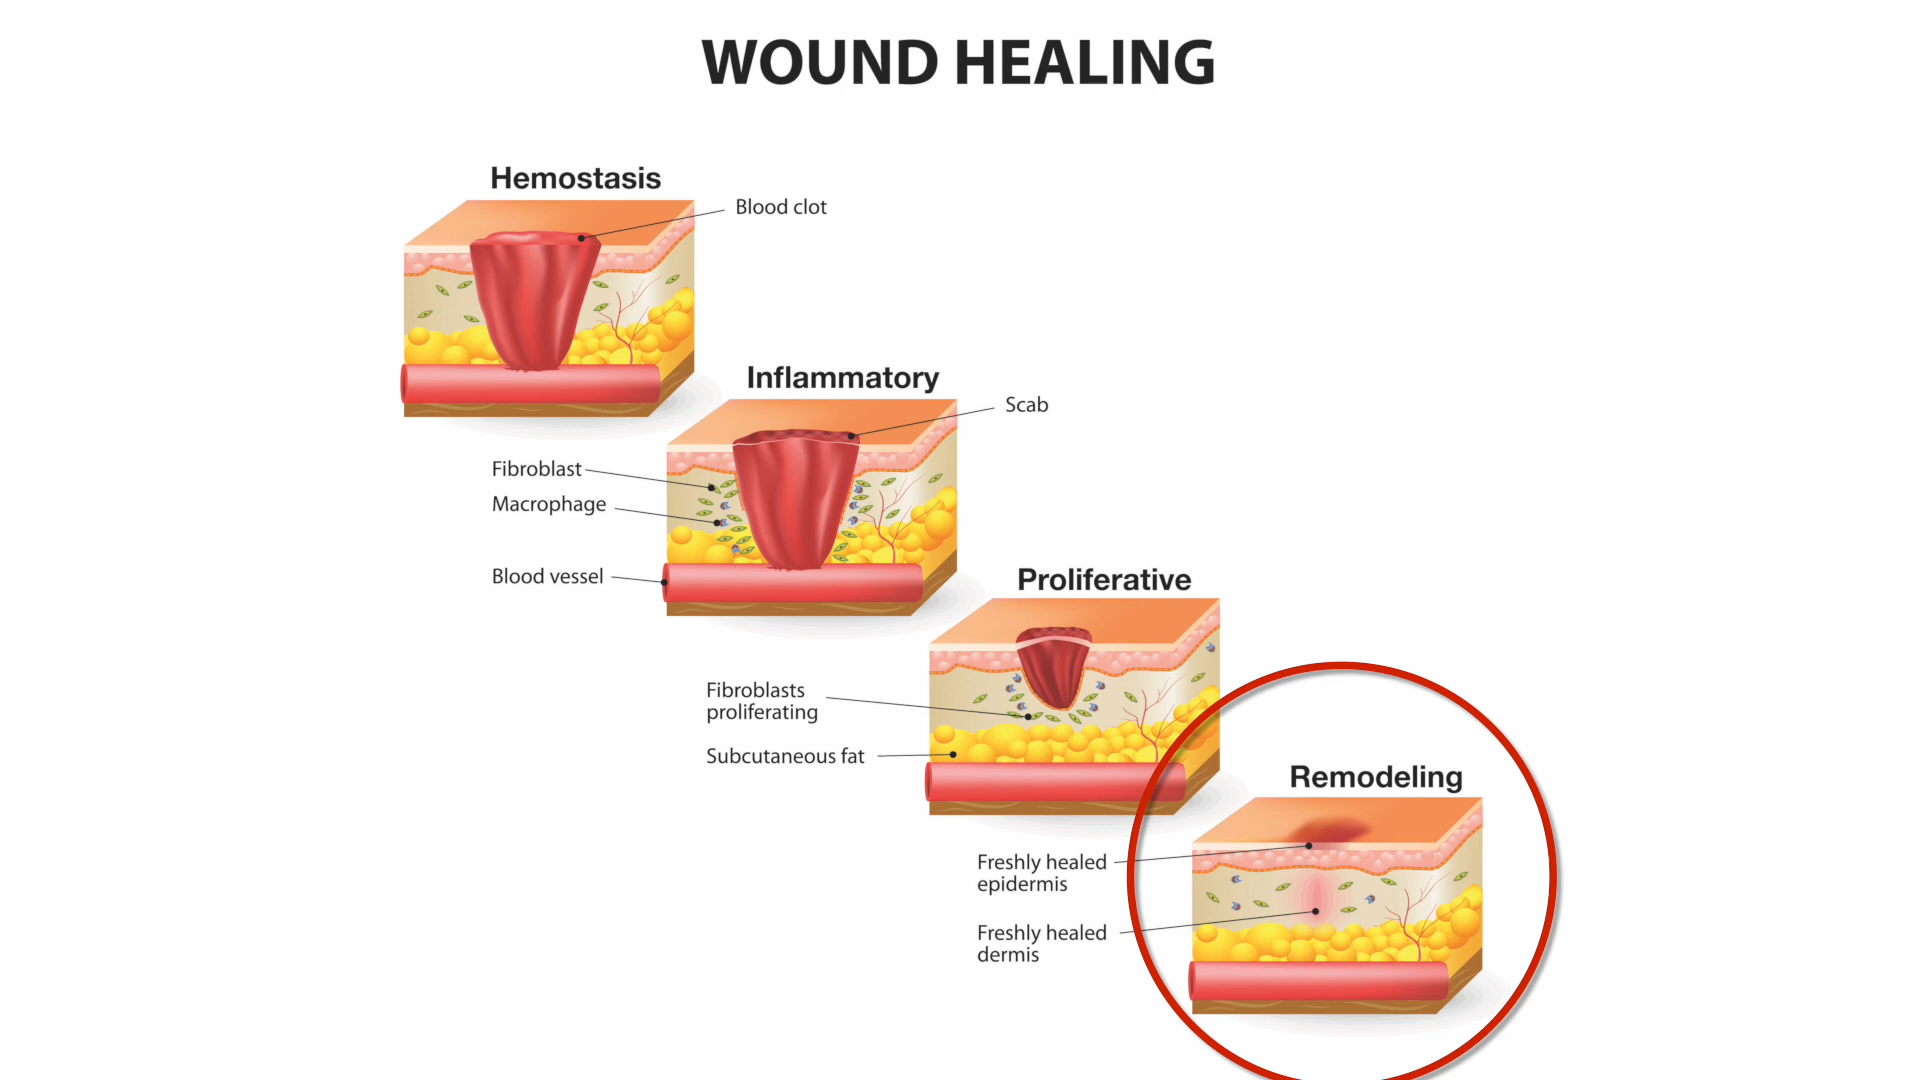 WOUND HEALING
Hemostasis
Blood clot
Inflammatory
Scab
Fibroblast
Macrophage
Blood vessel
Proliferative
Fibroblasts
proliferating
Subcutaneous fat
Remodeling
Freshly healed
epidermis
Freshly healed
dermis